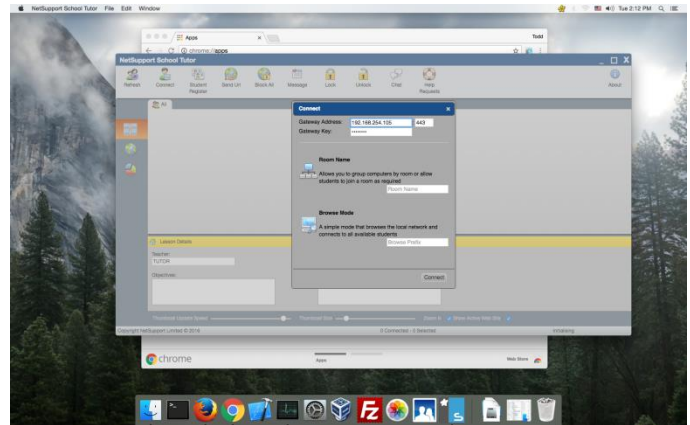 NetSupport School Tutor File Edit Window
Tue 2:12 PM
Apps
Todd
chrome://apps
NetSupport School Tutor
Refresh
Connect
Student Register
Send Url
Block All
Message
Lock
Unlock
Chat
Help Requests
About
All
Connect
Gateway Address: 192.168.254.135 : 443
Gateway Key:
Room Name
Allows you to group computers by room or allow
students to join a room as required
Room Name
Browse Mode
A simple mode that browses the local network and
connects to all available students
Browse Prefix
Connect
Lesson Details
Teacher:
TUTOR
Objectives:
Copyright NetSupport Limited © 2016
0 Connected - 0 Selected
Initialising
chrome
Apps
Web Store